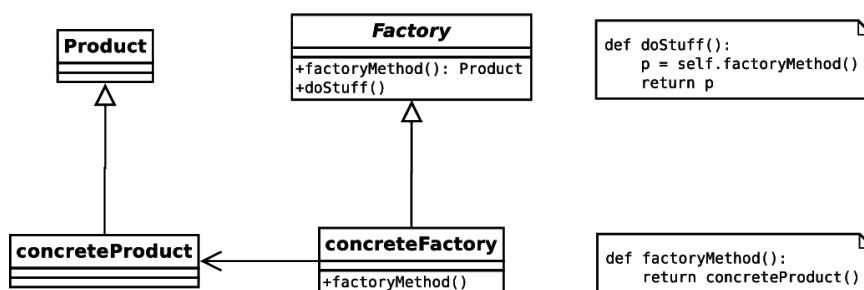 Product
Factory
+factoryMethod(): Product
+doStuff()
def doStuff():
    p = self.factoryMethod()
    return p
concreteProduct
concreteFactory
+factoryMethod()
def factoryMethod():
    return concreteProduct()